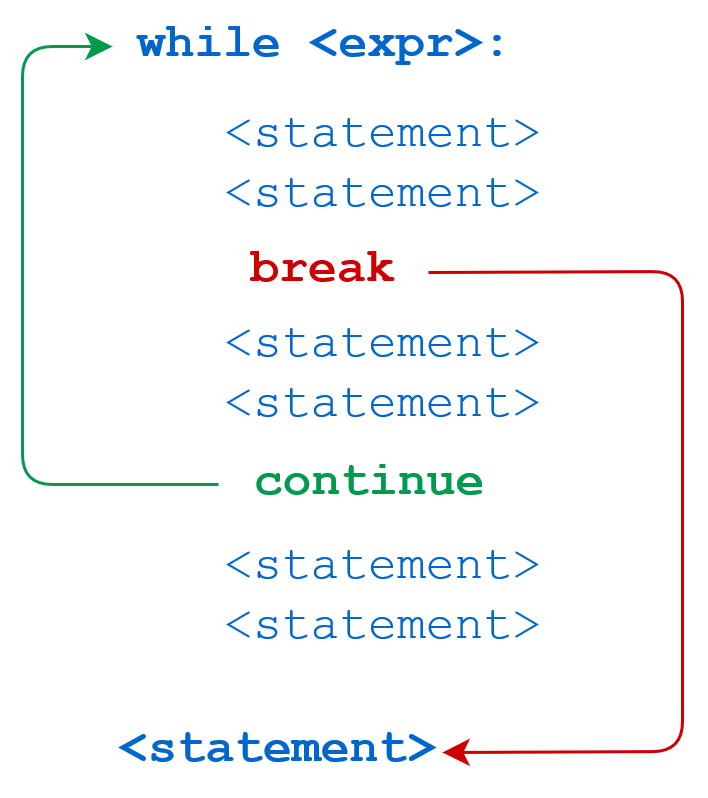 while <expr>:
<statement>
<statement>
break
<statement>
<statement>
continue
<statement>
<statement>
<statement>